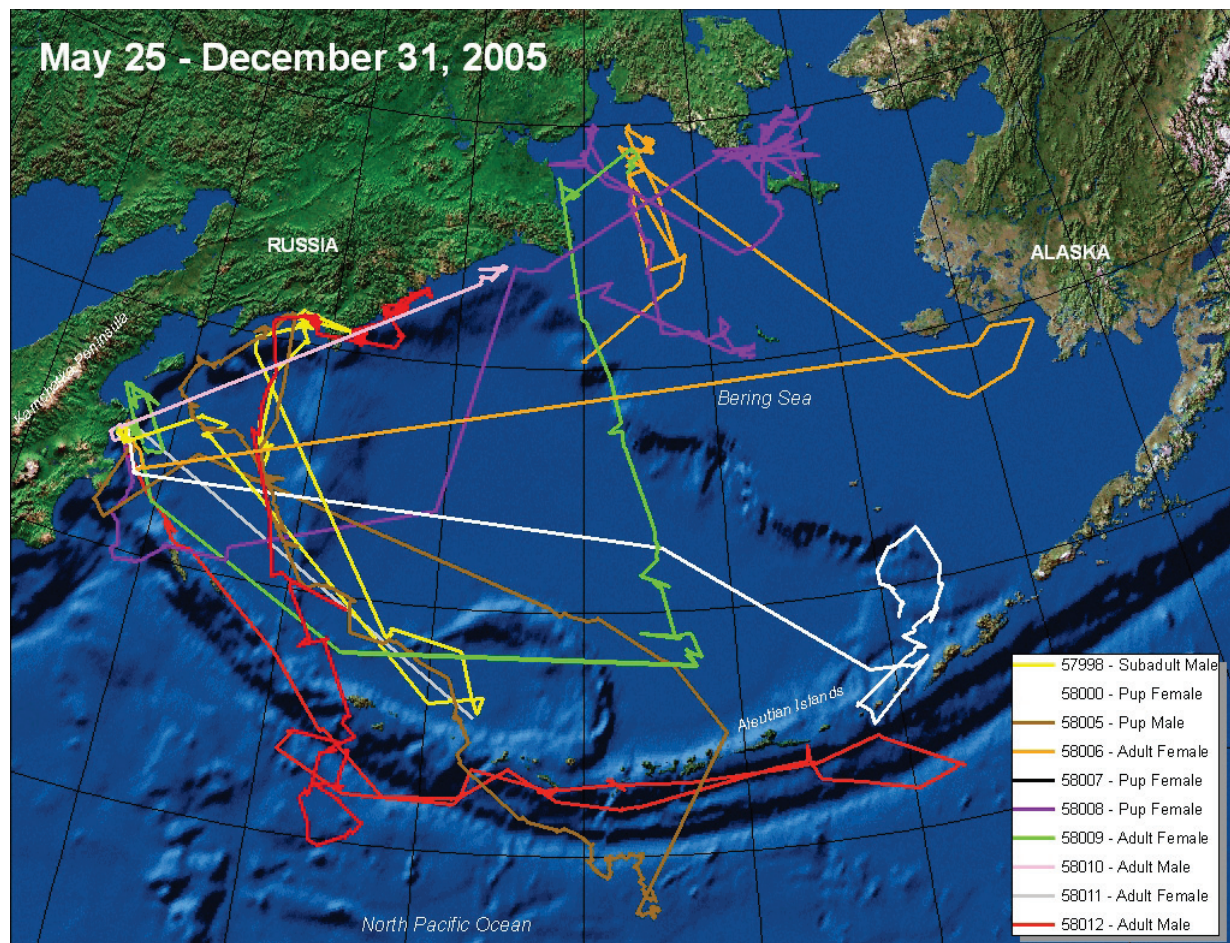 May 25 - December 31, 2005
RUSSIA
ALASKA
Kamchatka Peninsula
Bering Sea
Aleutian Islands
North Pacific Ocean
57998 - Subadult Male
58000 - Pup Female
58005 - Pup Male
58006 - Adult Female
58007 - Pup Female
58008 - Pup Female
58009 - Adult Female
58010 - Adult Male
58011 - Adult Female
58012 - Adult Male